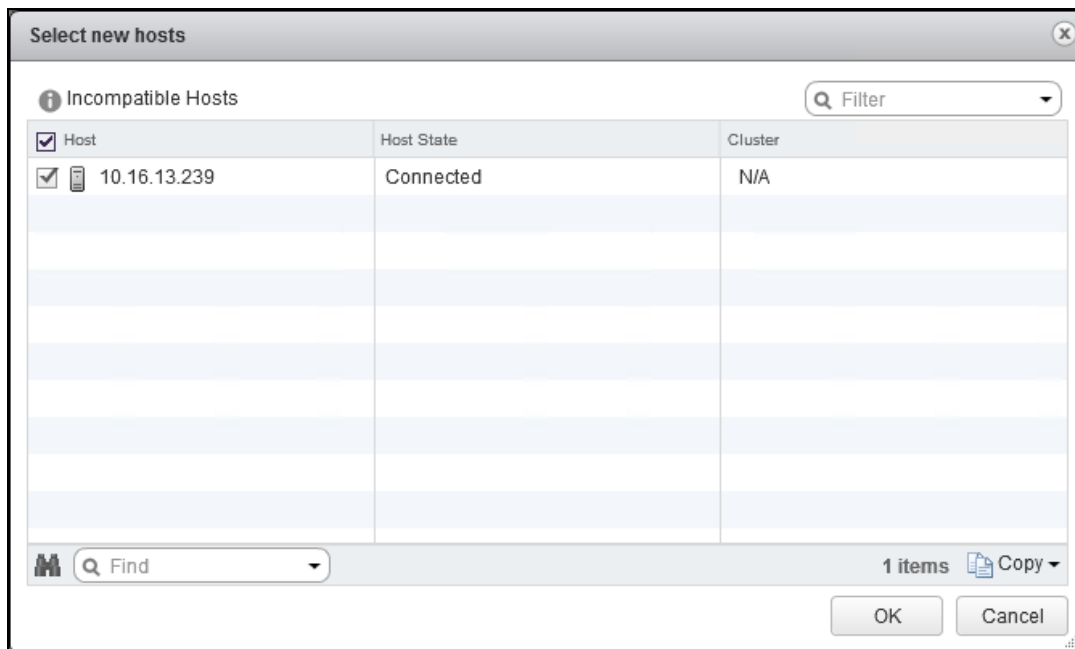 Select new hosts
Incompatible Hosts
Filter
Host Host State Cluster
10.16.13.239 Connected N/A
Find
1 items Copy
OK Cancel